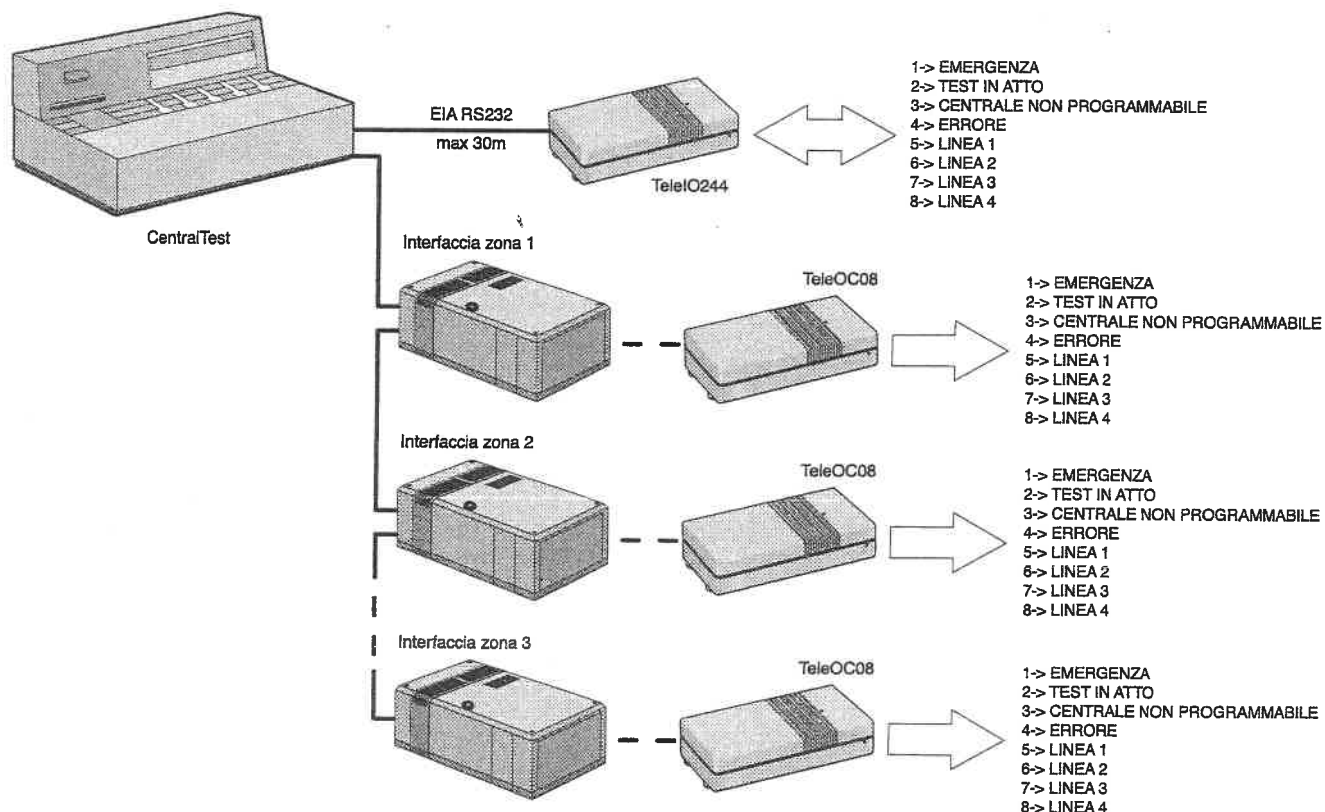 EIA RS232
max 30m
CentralTest
TeleIO244
1-> EMERGENZA
2-> TEST IN ATTO
3-> CENTRALE NON PROGRAMMABILE
4-> ERRORE
5-> LINEA 1
6-> LINEA 2
7-> LINEA 3
8-> LINEA 4
Interfaccia zona 1
TeleOC08
1-> EMERGENZA
2-> TEST IN ATTO
3-> CENTRALE NON PROGRAMMABILE
4-> ERRORE
5-> LINEA 1
6-> LINEA 2
7-> LINEA 3
8-> LINEA 4
Interfaccia zona 2
TeleOC08
1-> EMERGENZA
2-> TEST IN ATTO
3-> CENTRALE NON PROGRAMMABILE
4-> ERRORE
5-> LINEA 1
6-> LINEA 2
7-> LINEA 3
8-> LINEA 4
Interfaccia zona 3
TeleOC08
1-> EMERGENZA
2-> TEST IN ATTO
3-> CENTRALE NON PROGRAMMABILE
4-> ERRORE
5-> LINEA 1
6-> LINEA 2
7-> LINEA 3
8-> LINEA 4